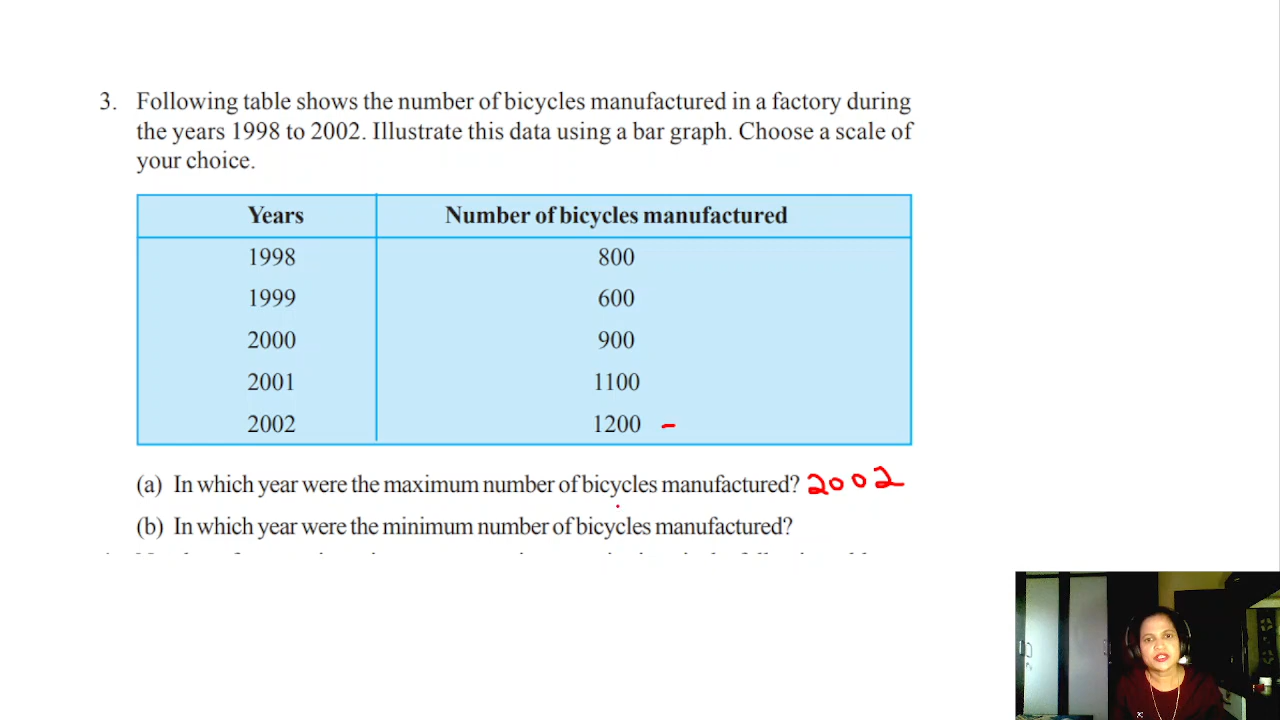 3. Following table shows the number of bicycles manufactured in a factory during
the years 1998 to 2002. Illustrate this data using a bar graph. Choose a scale of
your choice.
Years Number of bicycles manufactured
1998 800
1999 600
2000 900
2001 1100
2002 1200 -
(a) In which year were the maximum number of bicycles manufactured? 2002
(b) In which year were the minimum number of bicycles manufactured?